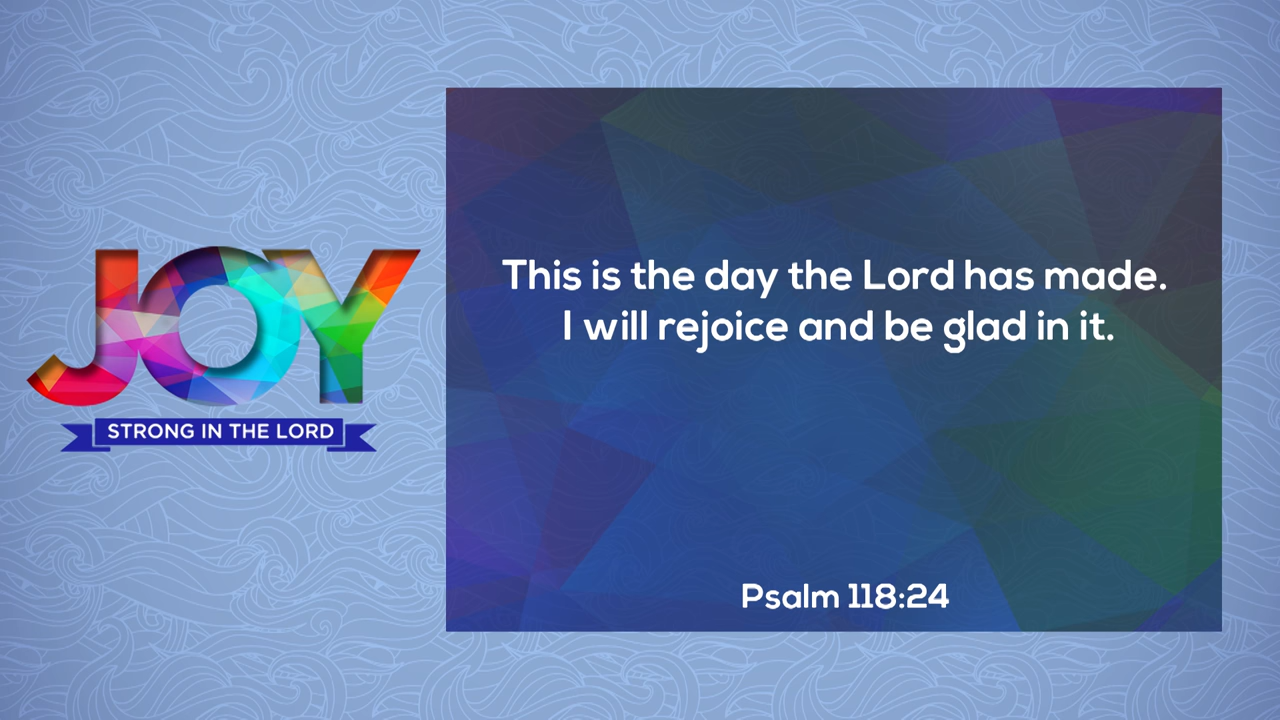 JOY
STRONG IN THE LORD
This is the day the Lord has made.
I will rejoice and be glad in it.
Psalm 118:24